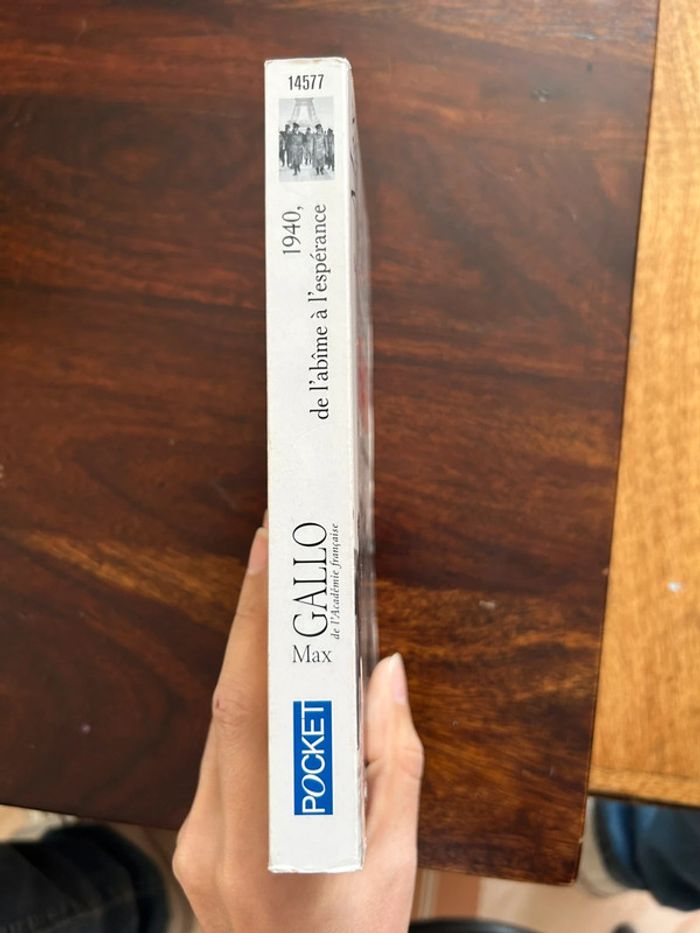 14577
1940,
de l'abîme à l'espérance
Max GALLO
de l'Académie française
POCKET